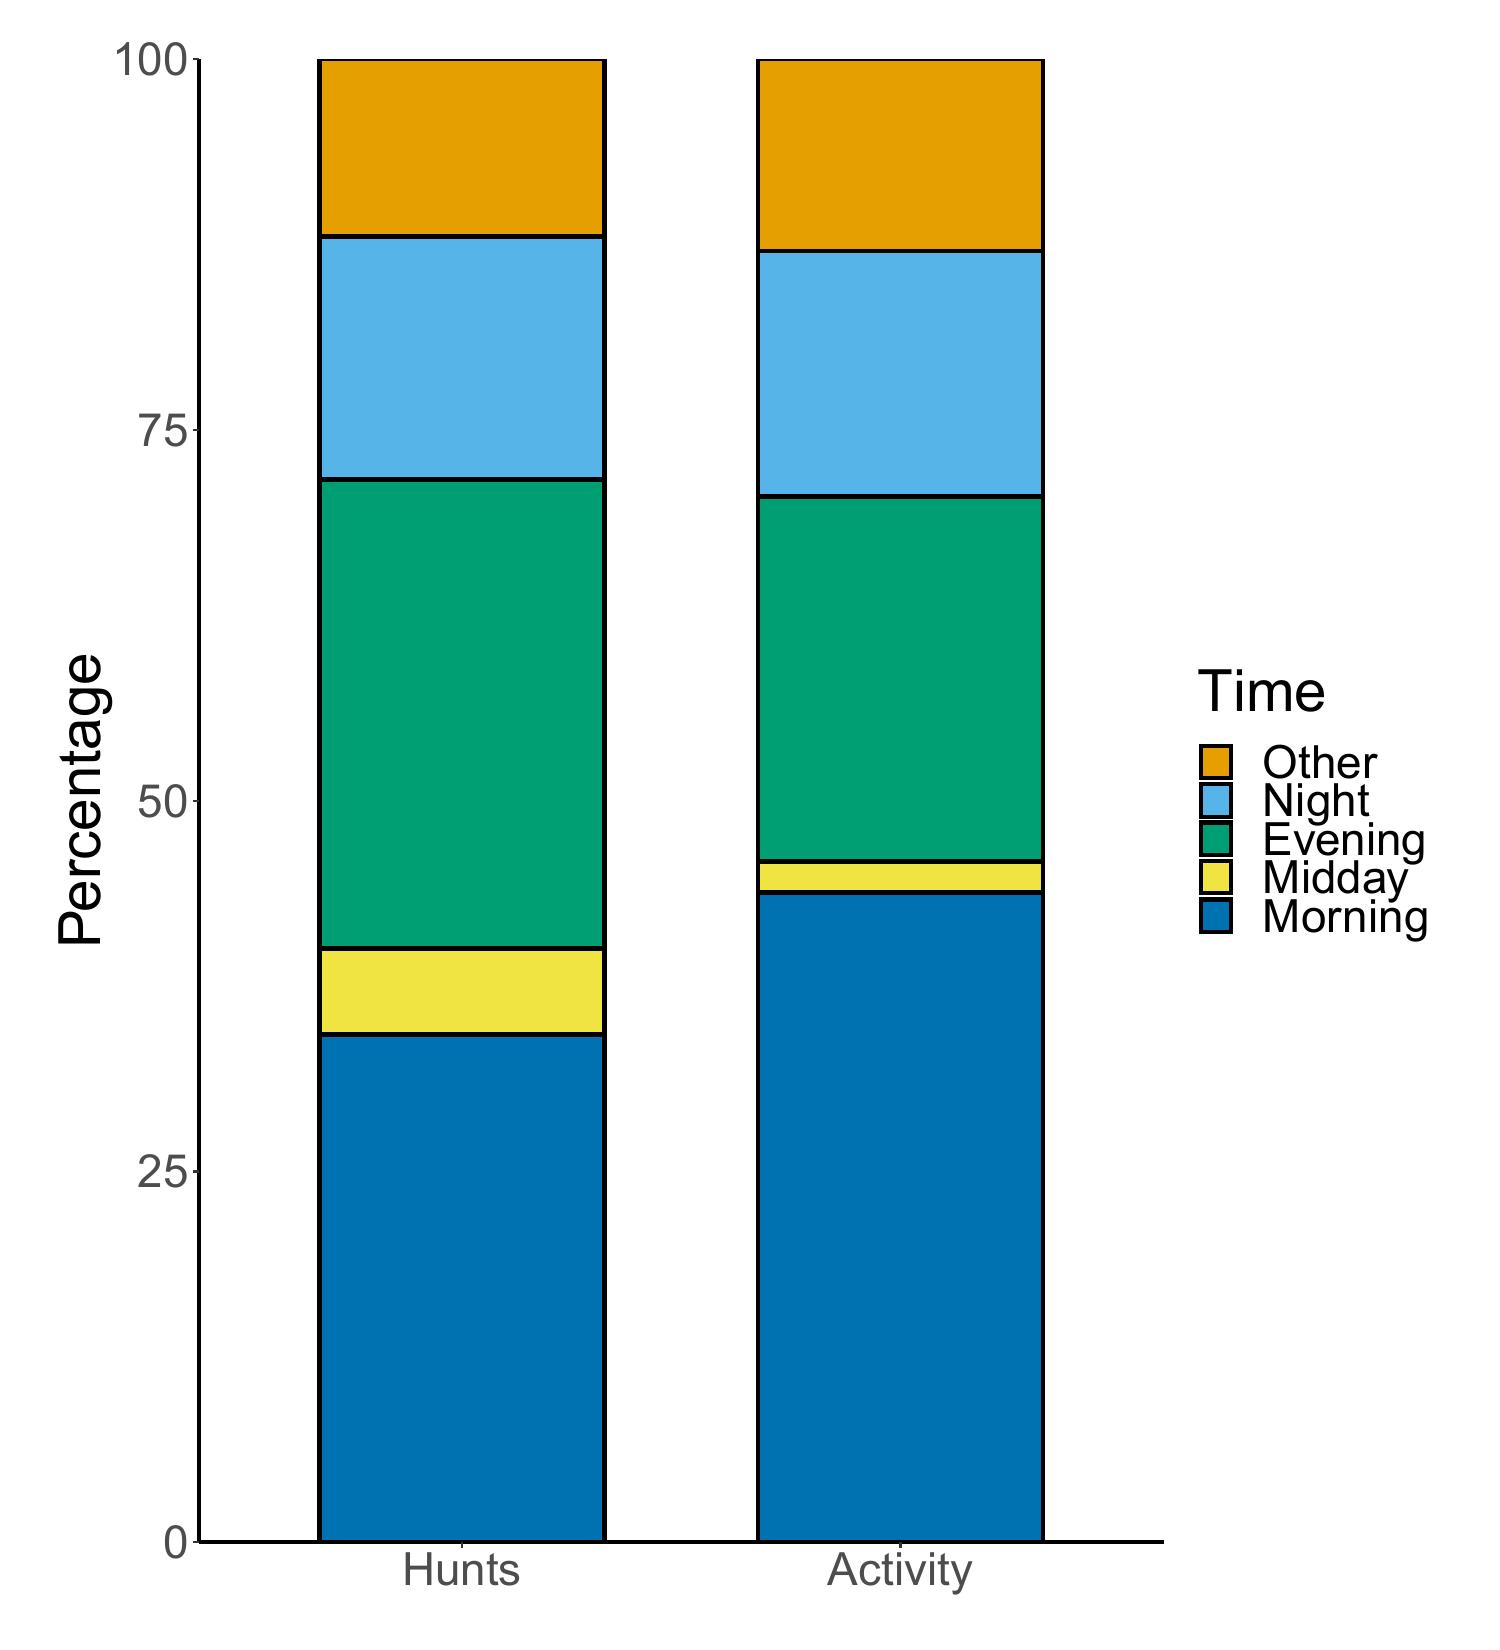 100
75
50
25
0
Percentage
Hunts
Activity
Time
Other
Night
Evening
Midday
Morning